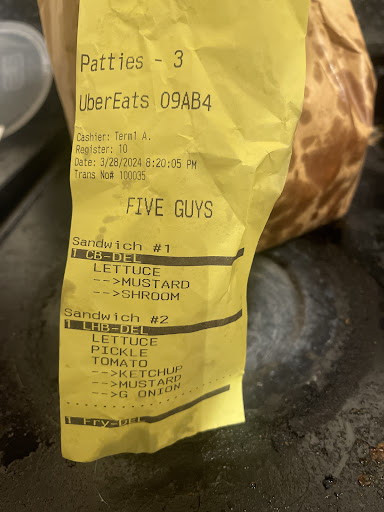 Patties - 3
UberEats 09AB4
Cashier: Term1 A.
Register: 10
Date: 3/28/2024 8:20:05 PM
Trans No# 100035
FIVE GUYS
Sandwich #1
1 CB-DEL
LETTUCE
-->MUSTARD
-->SHROOM
Sandwich #2
1 LHB-DEL
LETTUCE
PICKLE
TOMATO
-->KETCHUP
-->MUSTARD
-->G ONION
1 Fry-DEL